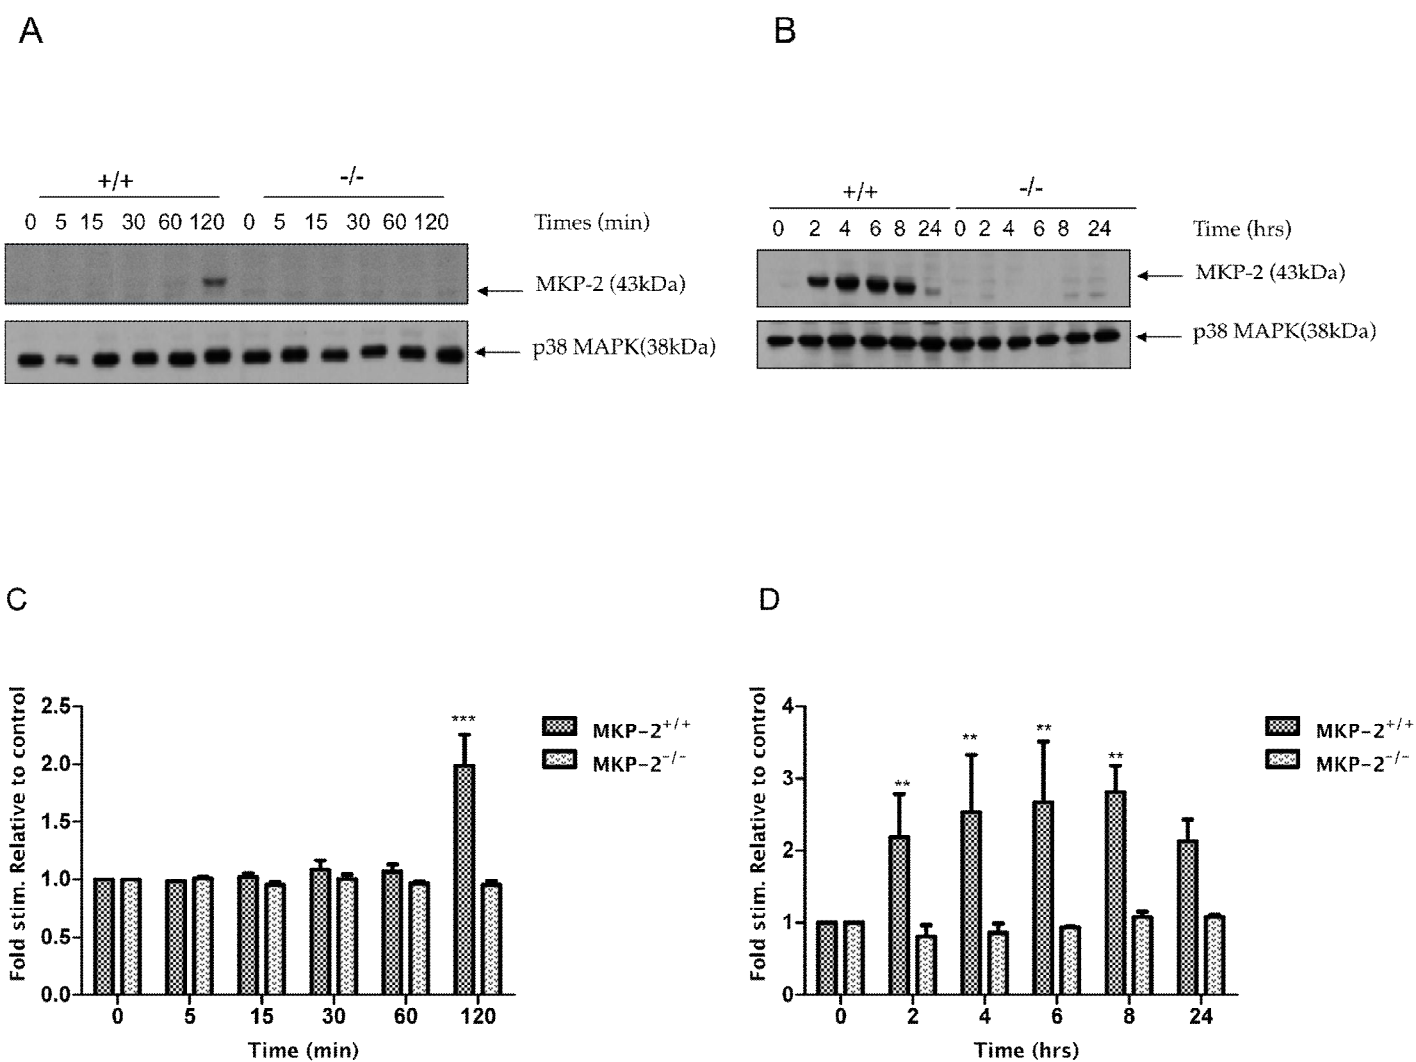 A
+/+ -/-
0 5 15 30 60 120 0 5 15 30 60 120 Times (min)
MKP-2 (43kDa)
p38 MAPK(38kDa)
B
+/+ -/-
0 2 4 6 8 24 0 2 4 6 8 24 Time (hrs)
MKP-2 (43kDa)
p38 MAPK(38kDa)
C
Fold stim. Relative to control
2.5
2.0
1.5
1.0
0.5
0.0
***
0 5 15 30 60 120
Time (min)
MKP-2+/+
MKP-2-/-
D
Fold stim. Relative to control
4
3
2
1
0
** ** ** **
0 2 4 6 8 24
Time (hrs)
MKP-2+/+
MKP-2-/-